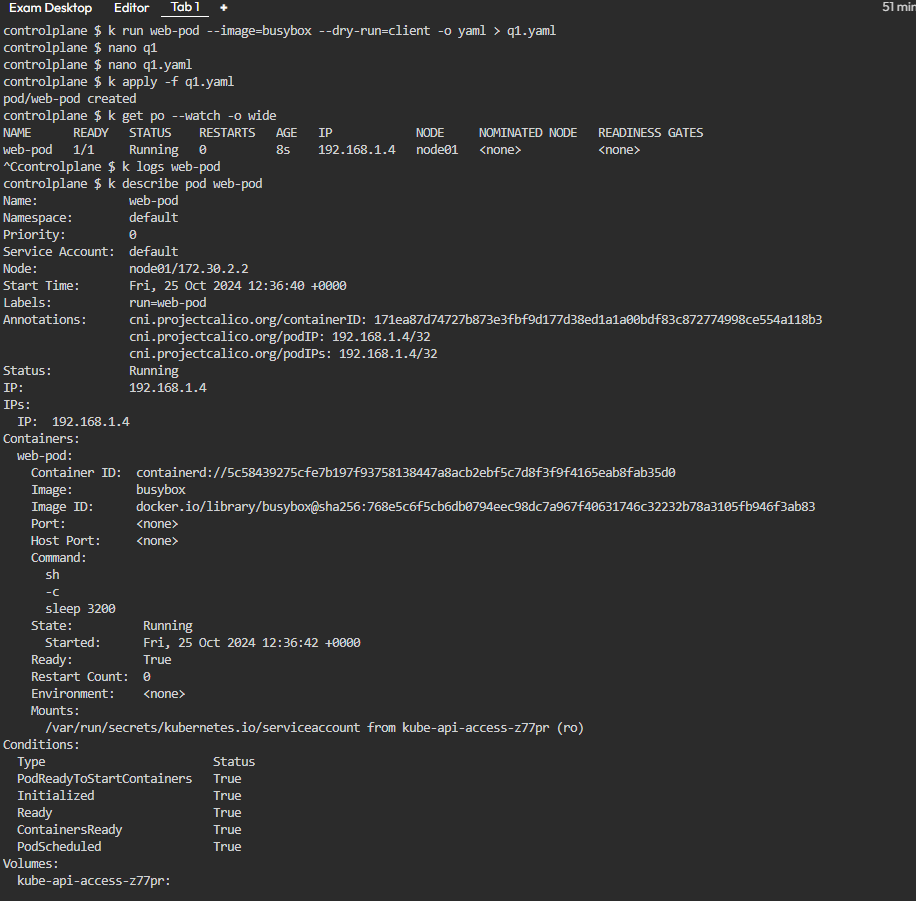 Exam Desktop Editor Tab 1 + 51 min
controlplane $ k run web-pod --image=busybox --dry-run=client -o yaml > q1.yaml
controlplane $ nano q1
controlplane $ nano q1.yaml
controlplane $ k apply -f q1.yaml
pod/web-pod created
controlplane $ k get po --watch -o wide
NAME READY STATUS RESTARTS AGE IP NODE NOMINATED NODE READINESS GATES
web-pod 1/1 Running 0 8s 192.168.1.4 node01 <none> <none>
^Ccontrolplane $ k logs web-pod
controlplane $ k describe pod web-pod
Name: web-pod
Namespace: default
Priority: 0
Service Account: default
Node: node01/172.30.2.2
Start Time: Fri, 25 Oct 2024 12:36:40 +0000
Labels: run=web-pod
Annotations: cni.projectcalico.org/containerID: 171ea87d74727b873e3fbf9d177d38ed1a1a00bdf83c872774998ce554a118b3
cni.projectcalico.org/podIP: 192.168.1.4/32
cni.projectcalico.org/podIPs: 192.168.1.4/32
Status: Running
IP: 192.168.1.4
IPs:
IP: 192.168.1.4
Containers:
web-pod:
Container ID: containerd://5c58439275cfe7b197f93758138447a8acb2ebf5c7d8f3f9f4165eab8fab35d0
Image: busybox
Image ID: docker.io/library/busybox@sha256:768e5c6f5cb6db0794eec98dc7a967f40631746c32232b78a3105fb946f3ab83
Port: <none>
Host Port: <none>
Command:
sh
-c
sleep 3200
State: Running
Started: Fri, 25 Oct 2024 12:36:42 +0000
Ready: True
Restart Count: 0
Environment: <none>
Mounts:
/var/run/secrets/kubernetes.io/serviceaccount from kube-api-access-z77pr (ro)
Conditions:
Type Status
PodReadyToStartContainers True
Initialized True
Ready True
ContainersReady True
PodScheduled True
Volumes:
kube-api-access-z77pr: